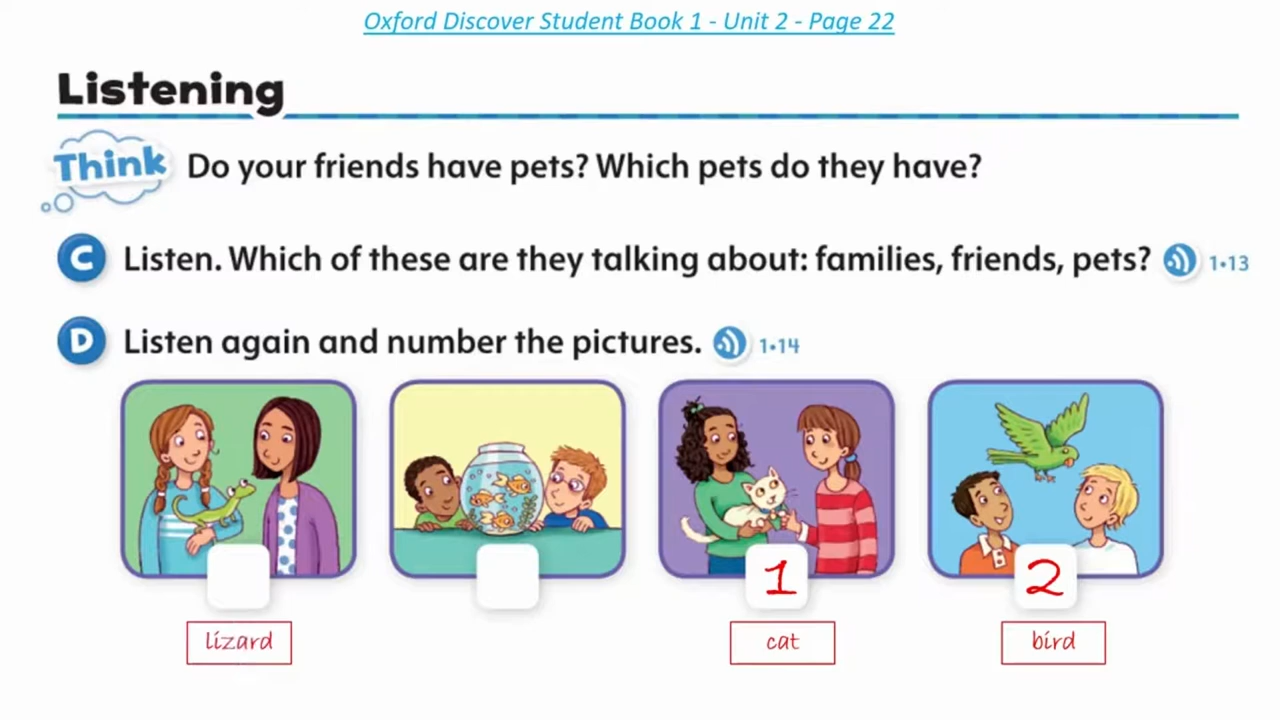 Oxford Discover Student Book 1 - Unit 2 - Page 22
Listening
Think Do your friends have pets? Which pets do they have?
C Listen. Which of these are they talking about: families, friends, pets? 1•13
D Listen again and number the pictures. 1•14
1 2
lizard cat bird